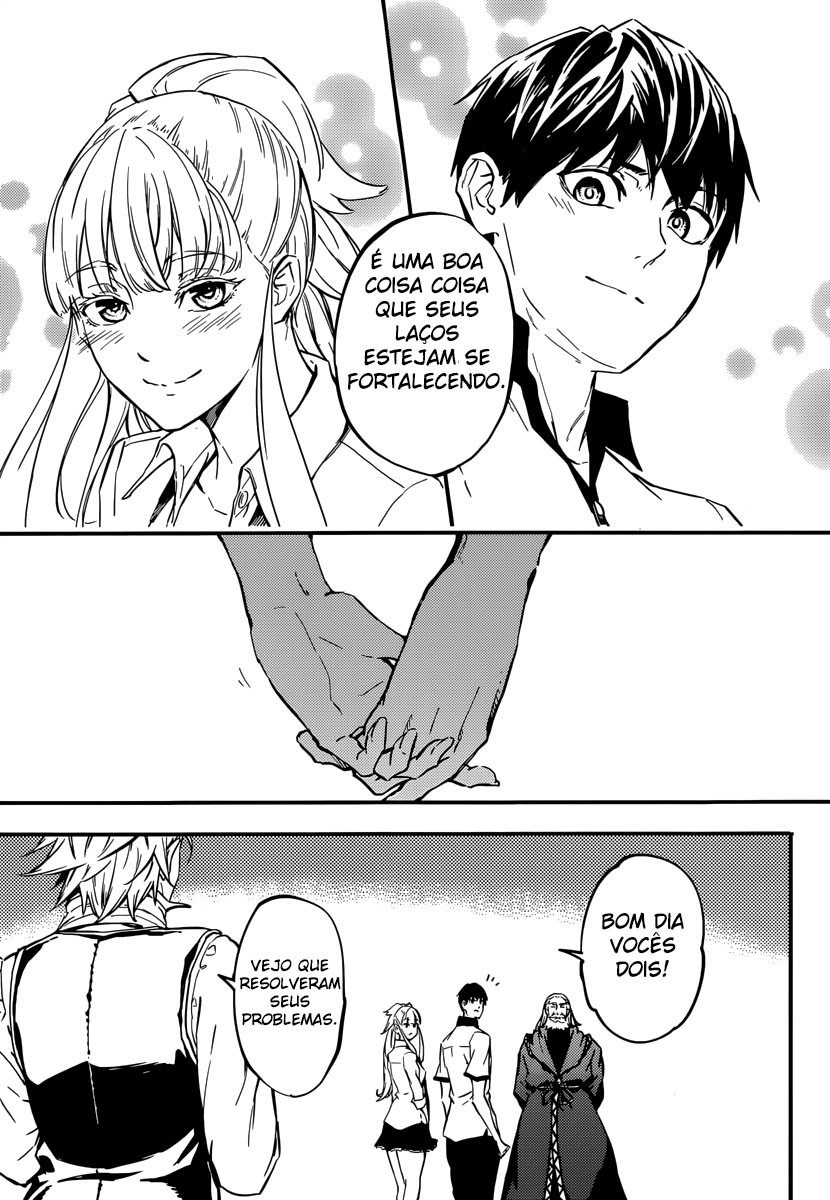 É UMA BOA
COISA COISA
QUE SEUS
LAÇOS
ESTEJAM SE
FORTALECENDO.
BOM DIA
VOCÊS
DOIS!
VEJO QUE
RESOLVERAM
SEUS
PROBLEMAS.